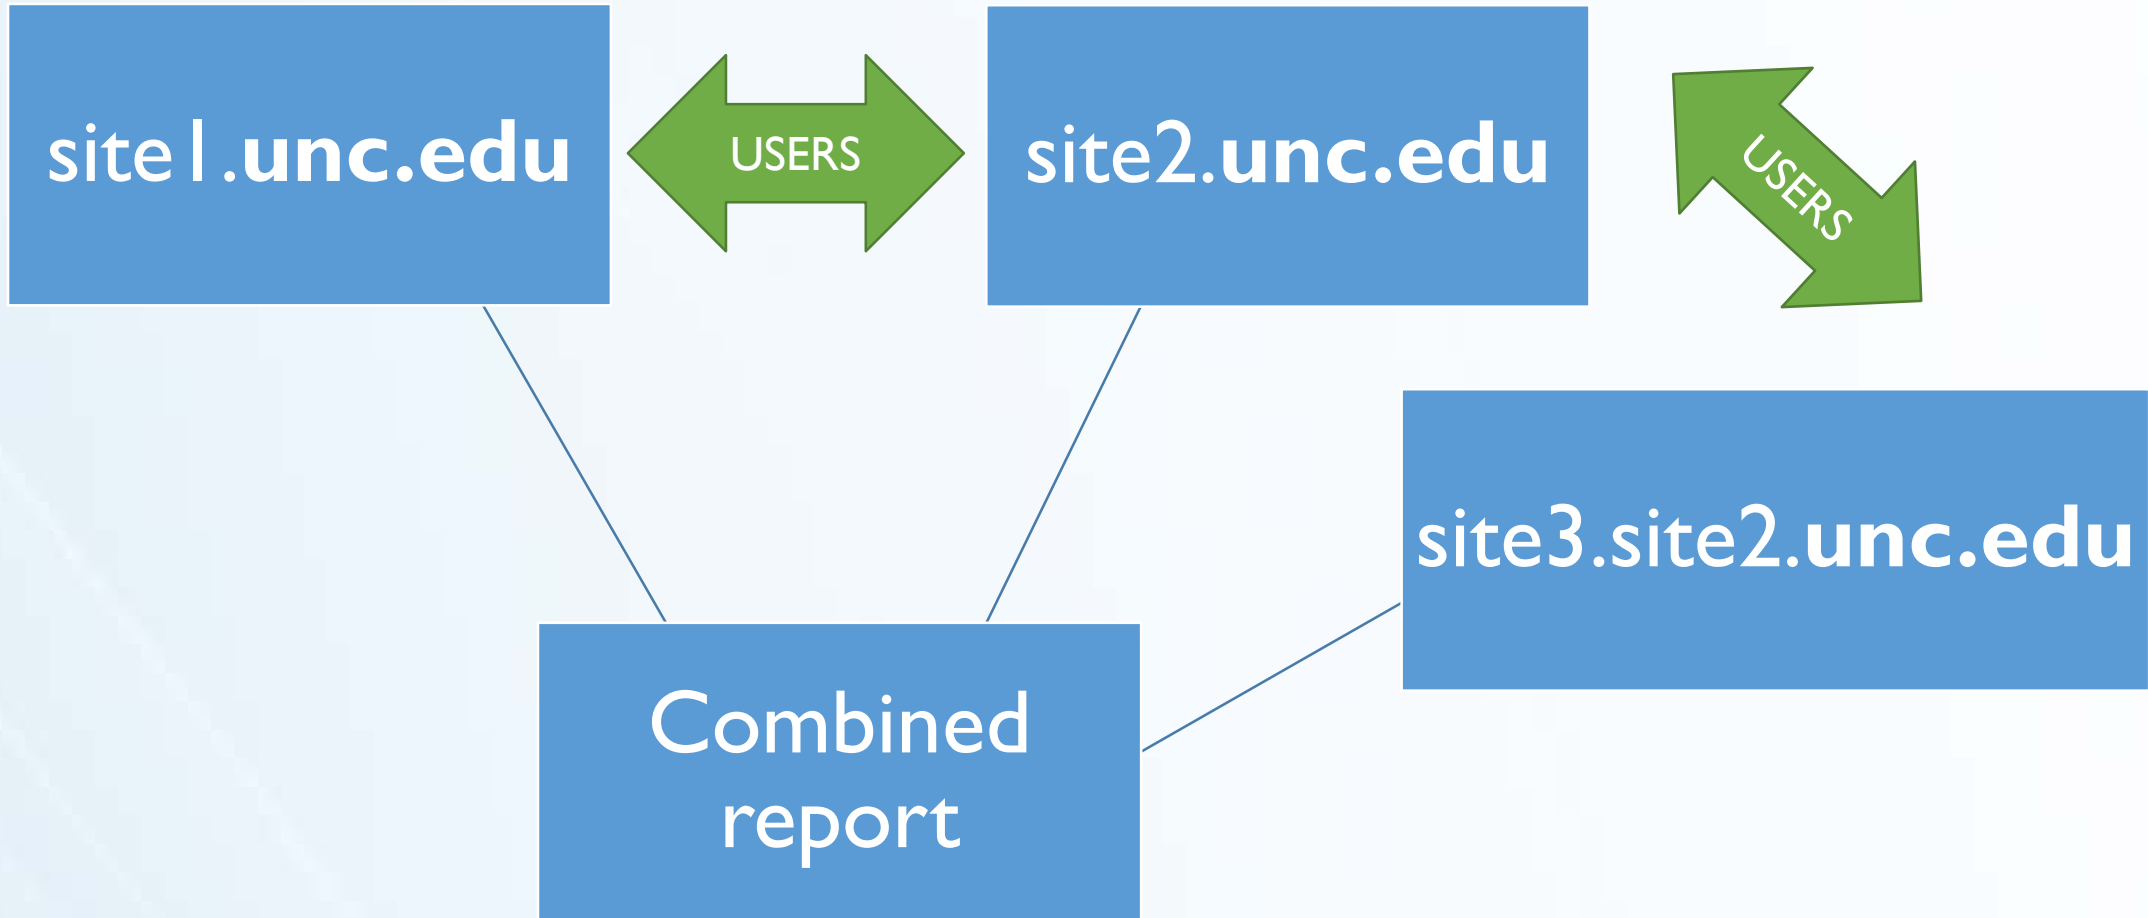 site1.unc.edu
USERS
site2.unc.edu
USERS
site3.site2.unc.edu
Combined
report